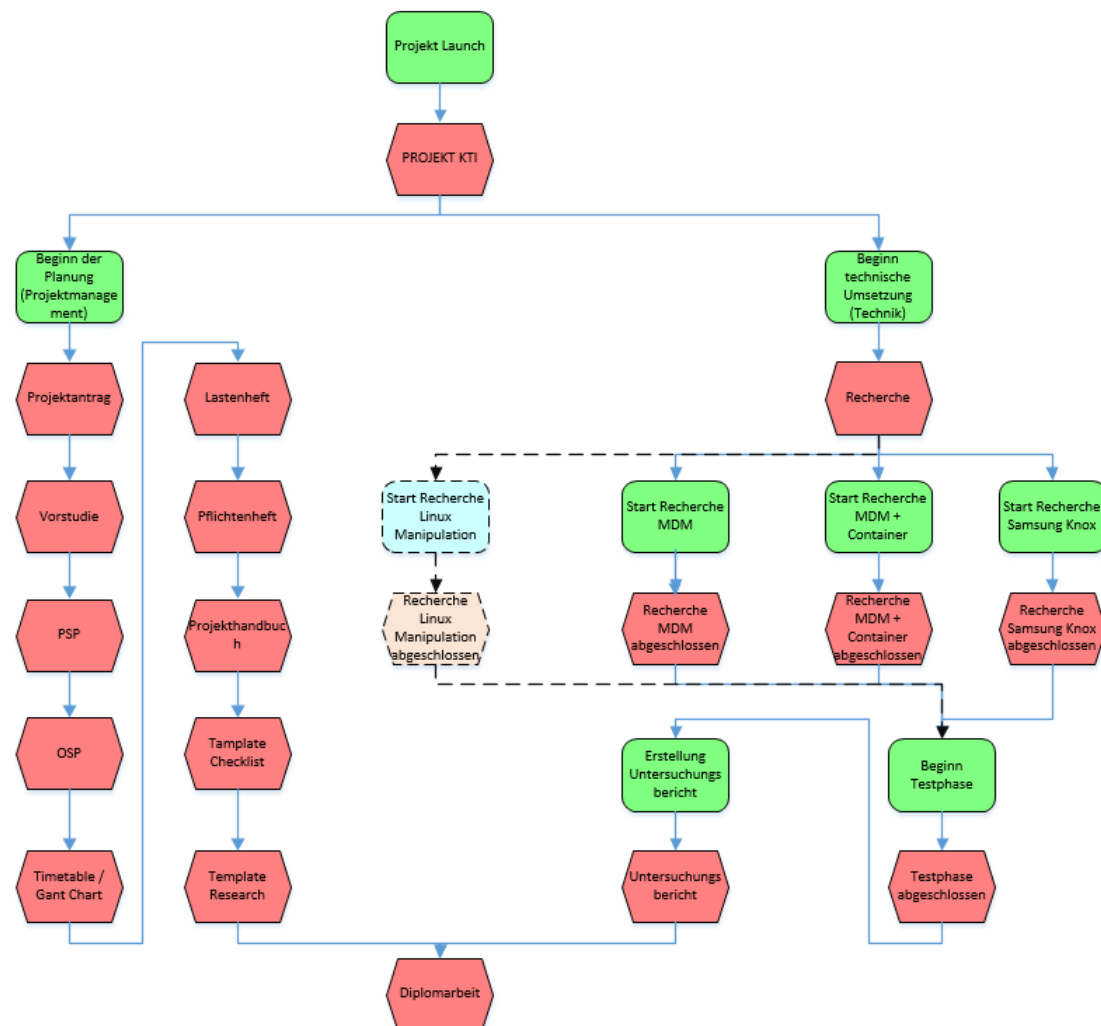 Projekt Launch
PROJEKT KTI
Beginn der
Planung
(Projektmanage
ment)
Beginn
technische
Umsetzung
(Technik)
Projektantrag
Lastenheft
Recherche
Vorstudie
Pflichtenheft
Start Recherche
Linux
Manipulation
Start Recherche
MDM
Start Recherche
MDM +
Container
Start Recherche
Samsung Knox
PSP
Projekthandbuc
h
Recherche
Linux
Manipulation
abgeschlossen
Recherche
MDM
abgeschlossen
Recherche
MDM +
Container
abgeschlossen
Recherche
Samsung Knox
abgeschlossen
OSP
Tamplate
Checklist
Erstellung
Untersuchungs
bericht
Beginn
Testphase
Timetable /
Gant Chart
Template
Research
Untersuchungs
bericht
Testphase
abgeschlossen
Diplomarbeit